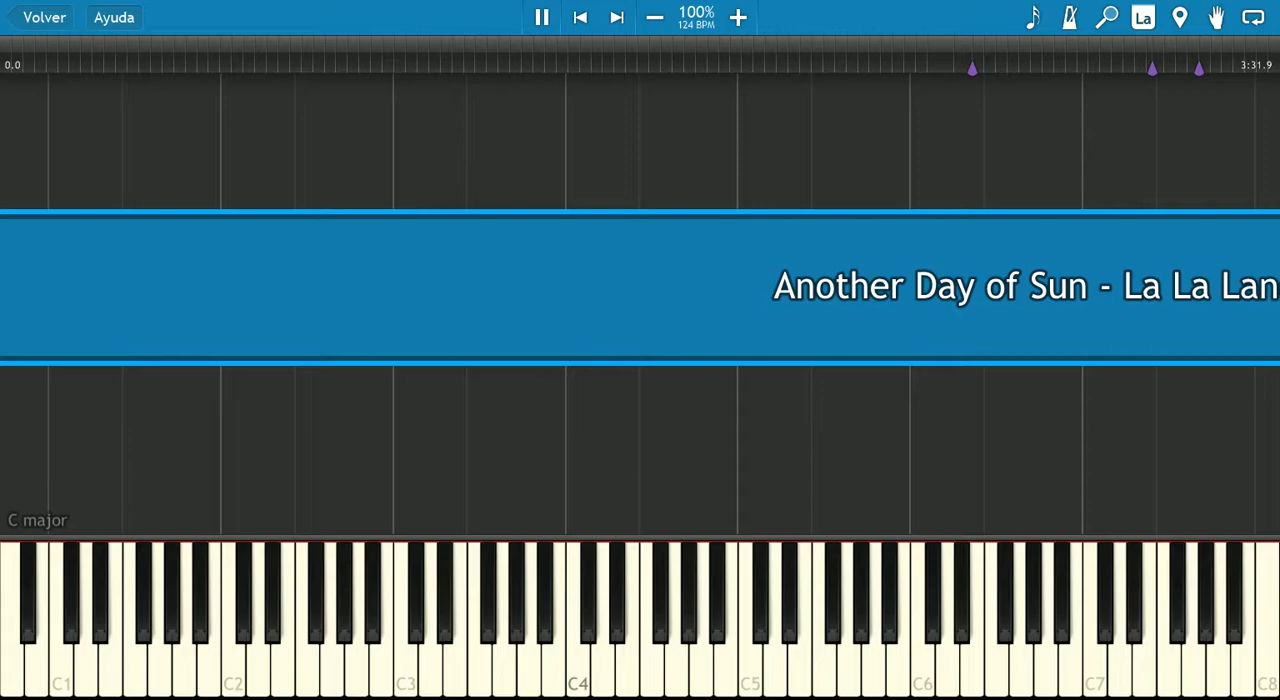 Volver Ayuda 100% La
124 BPM
0.0 3:31.9
Another Day of Sun - La La Lan
C major
C1 C2 C3 C4 C5 C6 C7 C8